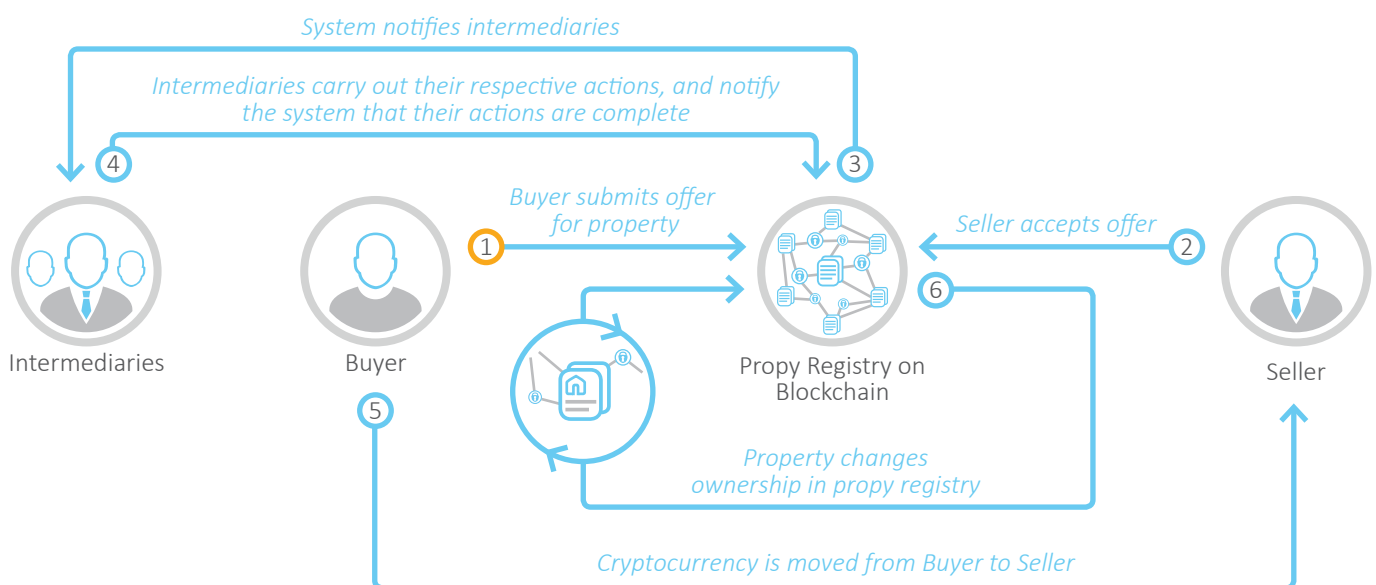 System notifies intermediaries
Intermediaries carry out their respective actions, and notify
the system that their actions are complete
4
3
Buyer submits offer
for property
1
Seller accepts offer
2
6
Intermediaries
Buyer
Propy Registry on
Blockchain
Seller
5
Property changes
ownership in propy registry
Cryptocurrency is moved from Buyer to Seller